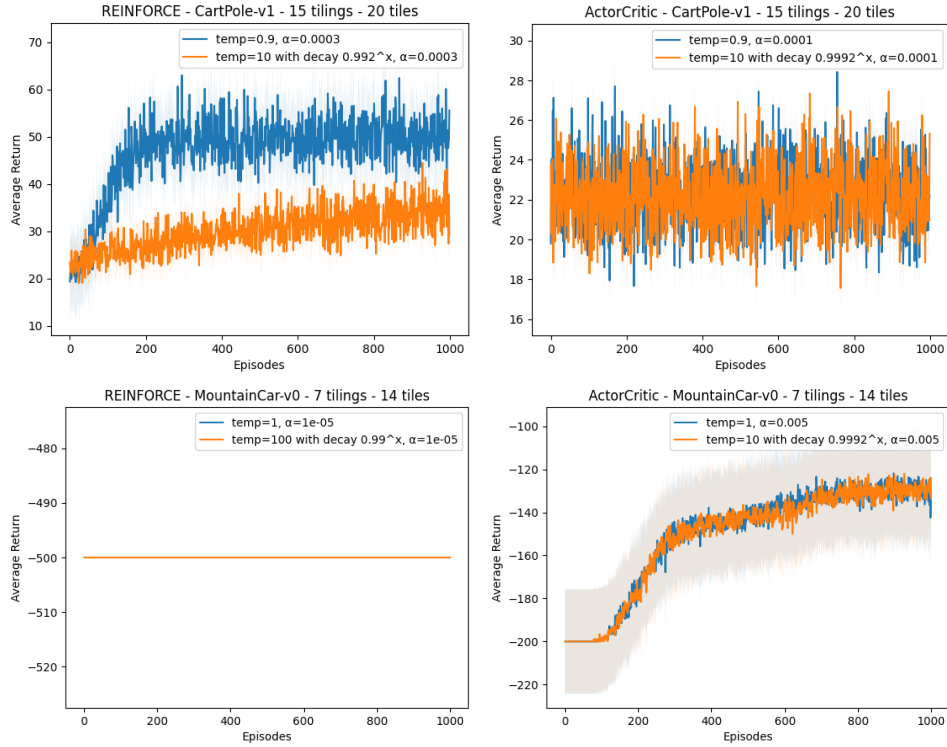 REINFORCE - CartPole-v1 - 15 tilings - 20 tiles
temp=0.9, α=0.0003
temp=10 with decay 0.992^x, α=0.0003
Average Return
70
60
50
40
30
20
10
0
200
400
600
800
1000
Episodes
ActorCritic - CartPole-v1 - 15 tilings - 20 tiles
temp=0.9, α=0.0001
temp=10 with decay 0.9992^x, α=0.0001
Average Return
30
28
26
24
22
20
18
16
0
200
400
600
800
1000
Episodes
REINFORCE - MountainCar-v0 - 7 tilings - 14 tiles
temp=1, α=1e-05
temp=100 with decay 0.99^x, α=1e-05
Average Return
−480
−490
−500
−510
−520
0
200
400
600
800
1000
Episodes
ActorCritic - MountainCar-v0 - 7 tilings - 14 tiles
temp=1, α=0.005
temp=10 with decay 0.9992^x, α=0.005
Average Return
−100
−120
−140
−160
−180
−200
−220
0
200
400
600
800
1000
Episodes